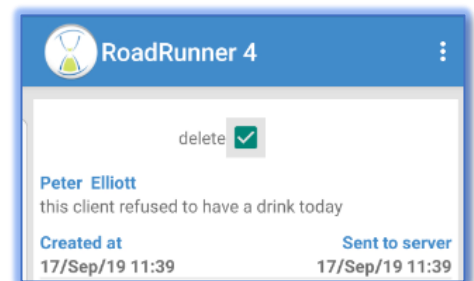 RoadRunner 4
delete
Peter Elliott
this client refused to have a drink today
Created at Sent to server
17/Sep/19 11:39 17/Sep/19 11:39